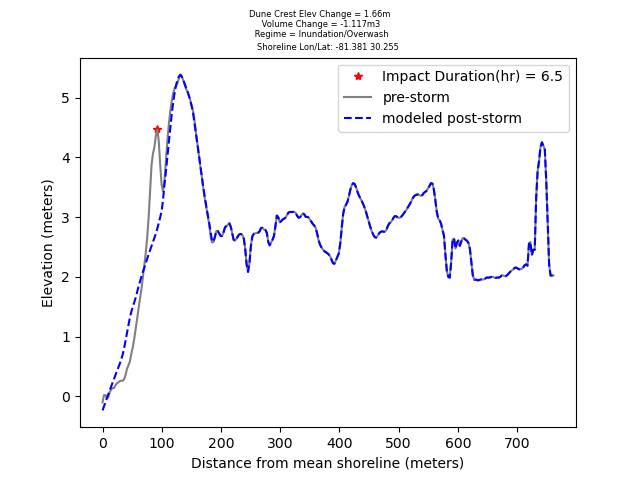 Dune Crest Elev Change = 1.66m
Volume Change = -1.117m3
Regime = Inundation/Overwash
Shoreline Lon/Lat: -81.381 30.255
Impact Duration(hr) = 6.5
pre-storm
modeled post-storm
Elevation (meters)
5
4
3
2
1
0
0 100 200 300 400 500 600 700
Distance from mean shoreline (meters)